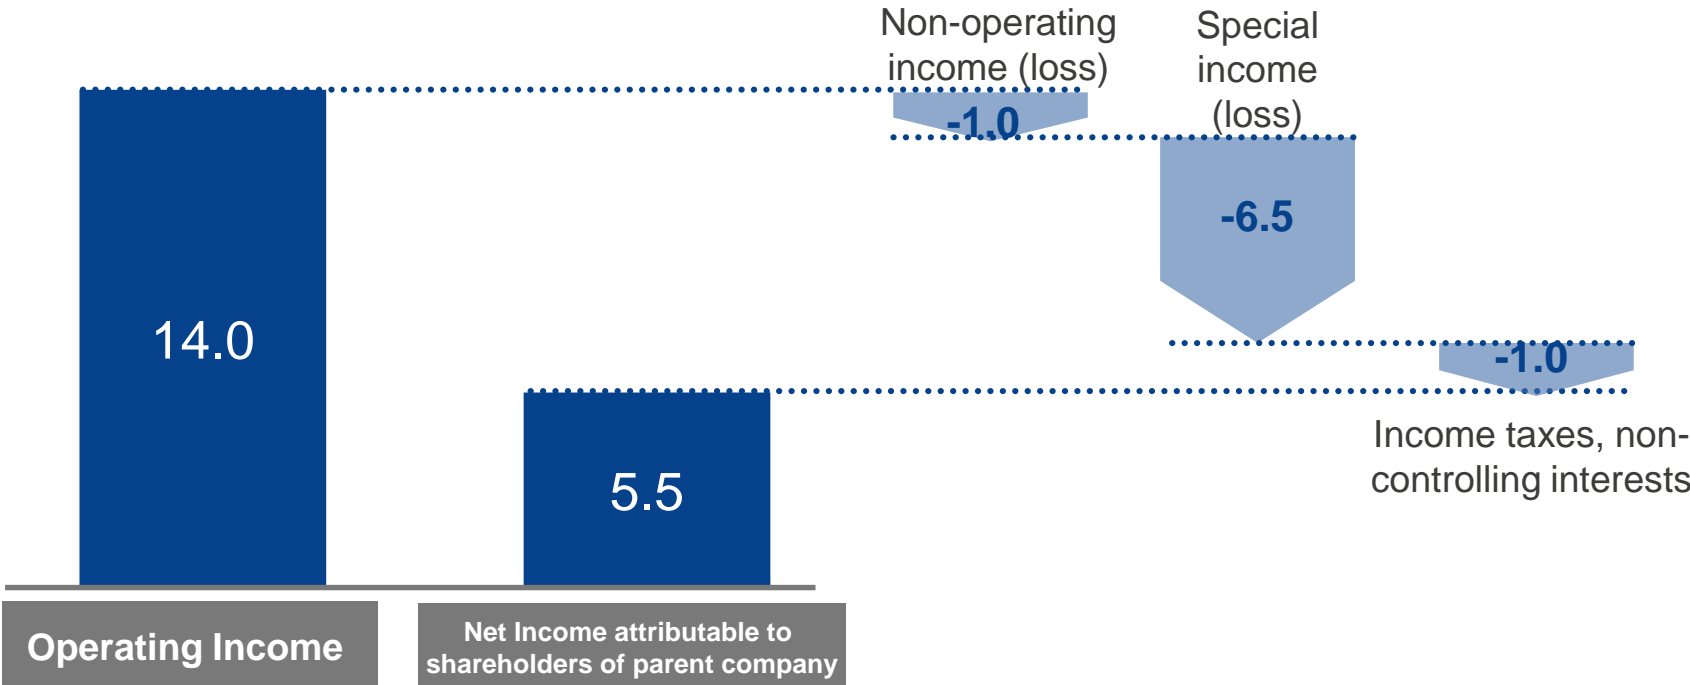 Non-operating
income (loss)
Special
income
(loss)
-1.0
-6.5
14.0
-1.0
Income taxes, non-
controlling interests
5.5
Operating Income
Net Income attributable to
shareholders of parent company